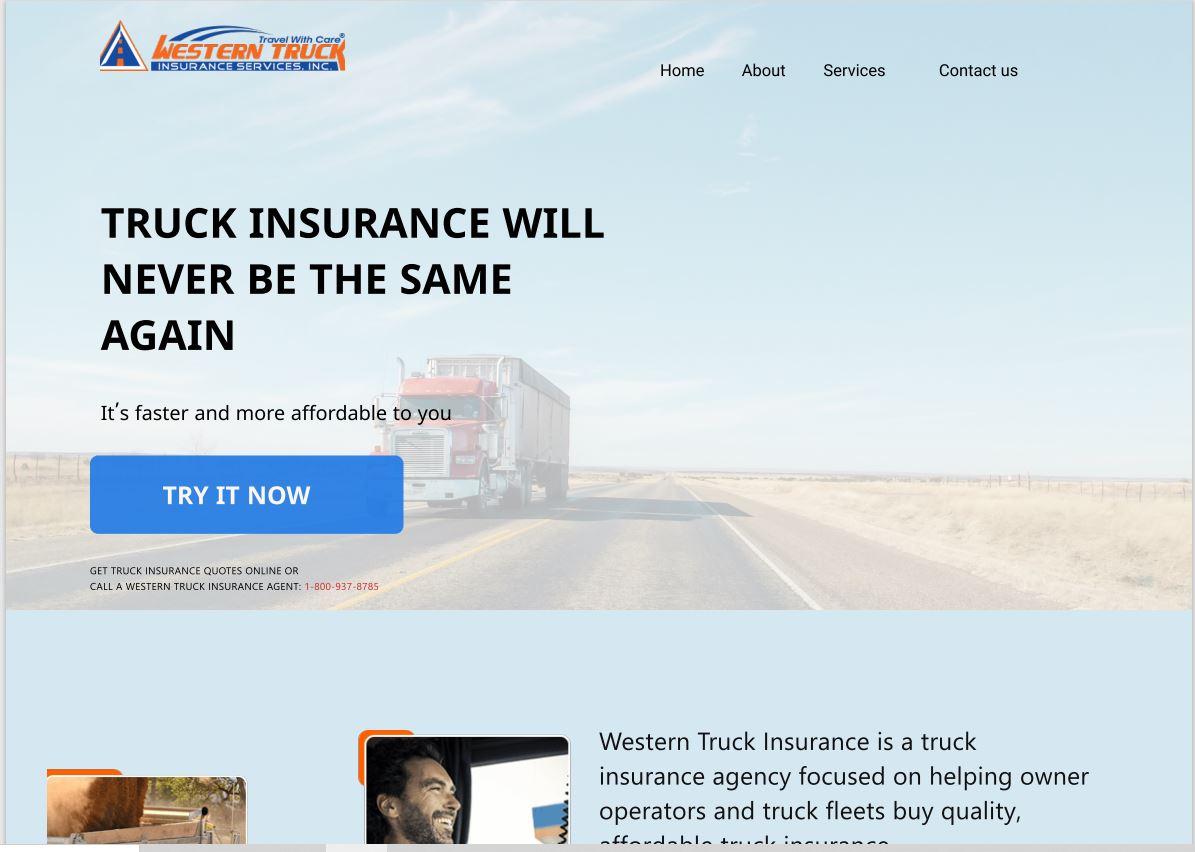 Travel With Care®
WESTERN TRUCK
INSURANCE SERVICES, INC.
Home About Services Contact us
TRUCK INSURANCE WILL
NEVER BE THE SAME
AGAIN
It’s faster and more affordable to you
TRY IT NOW
GET TRUCK INSURANCE QUOTES ONLINE OR
CALL A WESTERN TRUCK INSURANCE AGENT: 1-800-937-8785
Western Truck Insurance is a truck
insurance agency focused on helping owner
operators and truck fleets buy quality,
affordable truck insurance